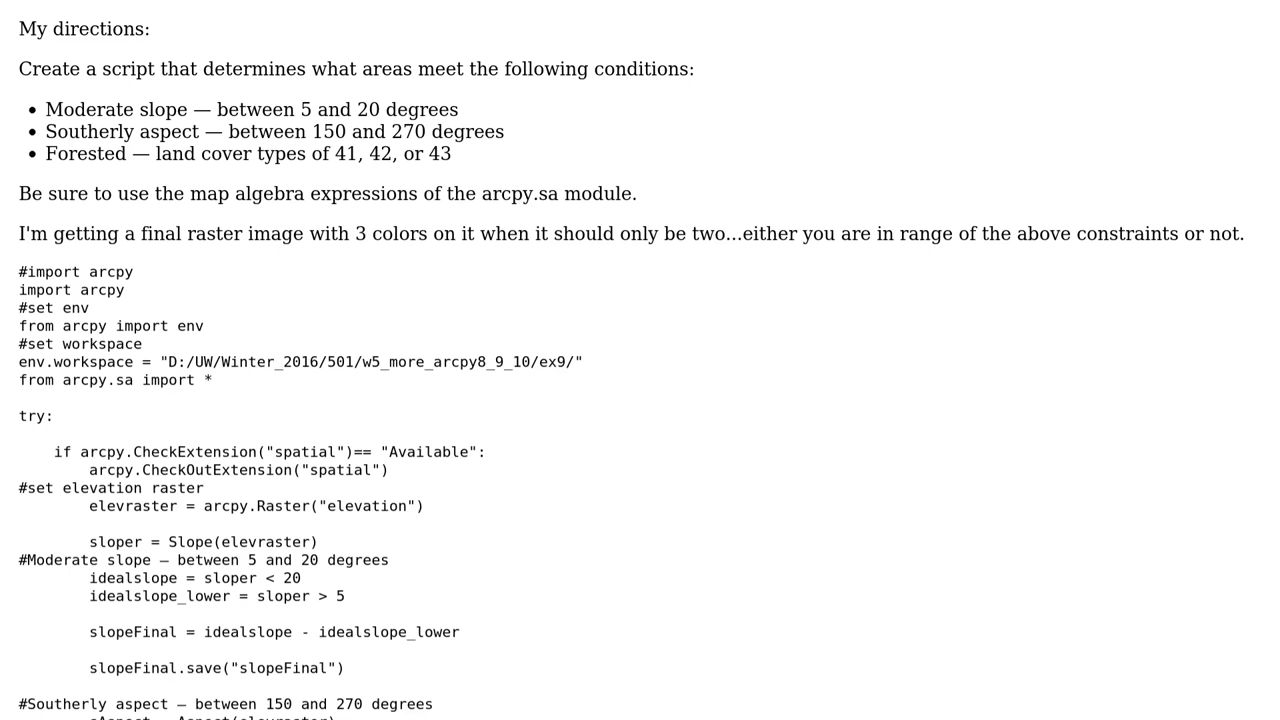 My directions:
Create a script that determines what areas meet the following conditions:
• Moderate slope — between 5 and 20 degrees
• Southerly aspect — between 150 and 270 degrees
• Forested — land cover types of 41, 42, or 43
Be sure to use the map algebra expressions of the arcpy.sa module.
I'm getting a final raster image with 3 colors on it when it should only be two...either you are in range of the above constraints or not.
#import arcpy
import arcpy
#set env
from arcpy import env
#set workspace
env.workspace = "D:/UW/Winter_2016/501/w5_more_arcpy8_9_10/ex9/"
from arcpy.sa import *
try:
    if arcpy.CheckExtension("spatial")== "Available":
        arcpy.CheckOutExtension("spatial")
#set elevation raster
        elevraster = arcpy.Raster("elevation")
        sloper = Slope(elevraster)
#Moderate slope — between 5 and 20 degrees
        idealslope = sloper < 20
        idealslope_lower = sloper > 5
        slopeFinal = idealslope - idealslope_lower
        slopeFinal.save("slopeFinal")
#Southerly aspect — between 150 and 270 degrees